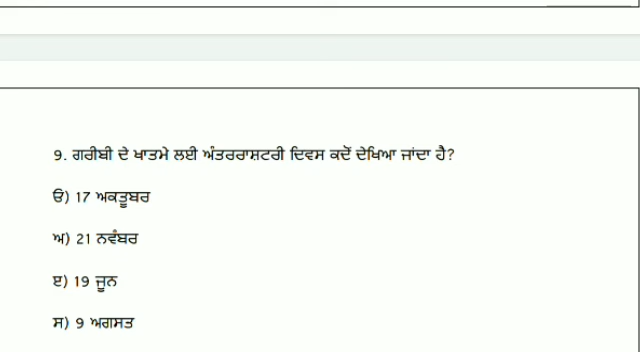 9. ਗਰੀਬੀ ਦੇ ਖਾਤਮੇ ਲਈ ਅੰਤਰਰਾਸ਼ਟਰੀ ਦਿਵਸ ਕਦੋਂ ਦੇਖਿਆ ਜਾਂਦਾ ਹੈ?
ੳ) 17 ਅਕਤੂਬਰ
ਅ) 21 ਨਵੰਬਰ
ੲ) 19 ਜੂਨ
ਸ) 9 ਅਗਸਤ